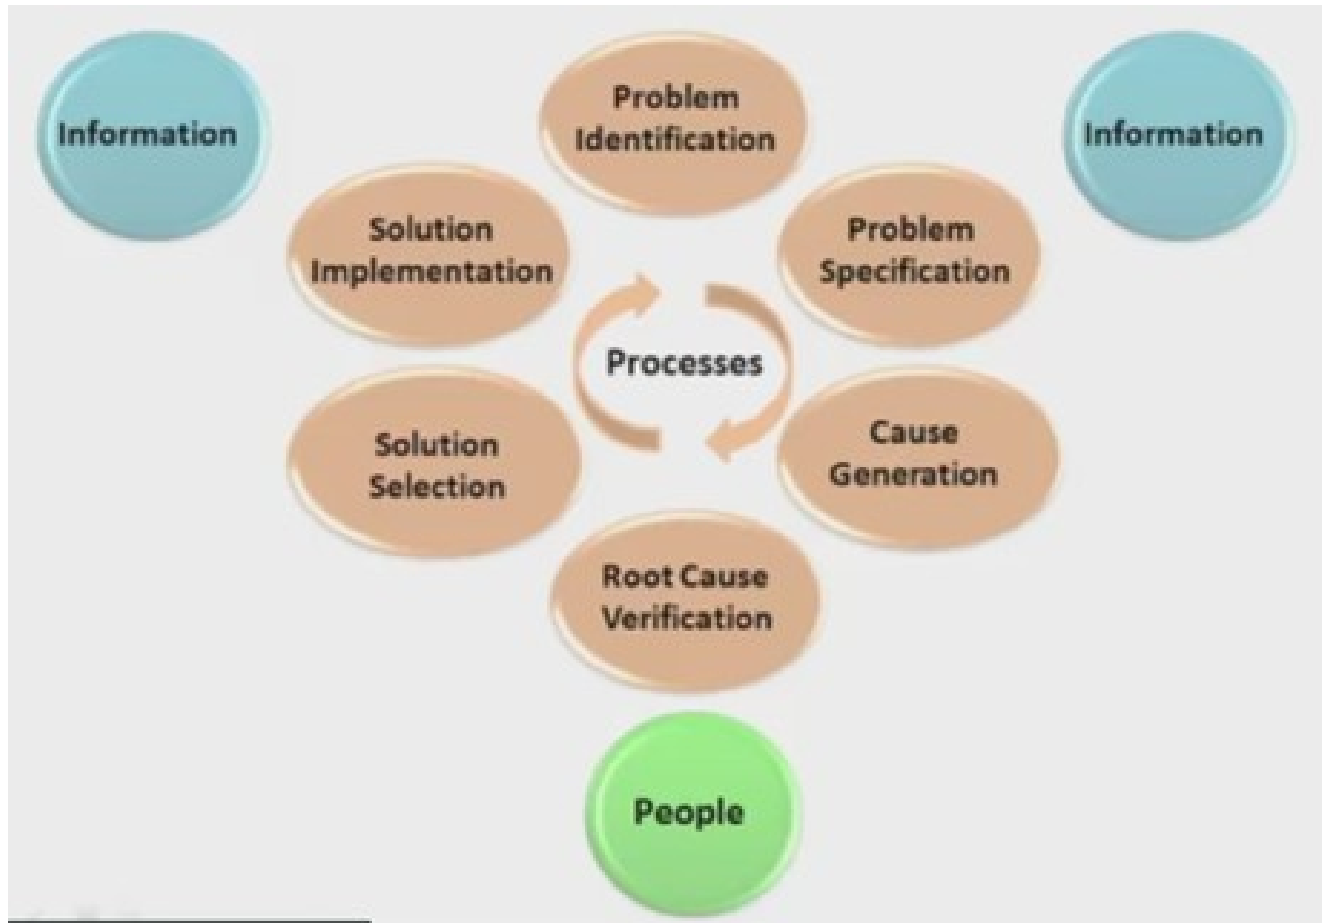 Information
Problem
Identification
Information
Solution
Implementation
Problem
Specification
Processes
Solution
Selection
Cause
Generation
Root Cause
Verification
People